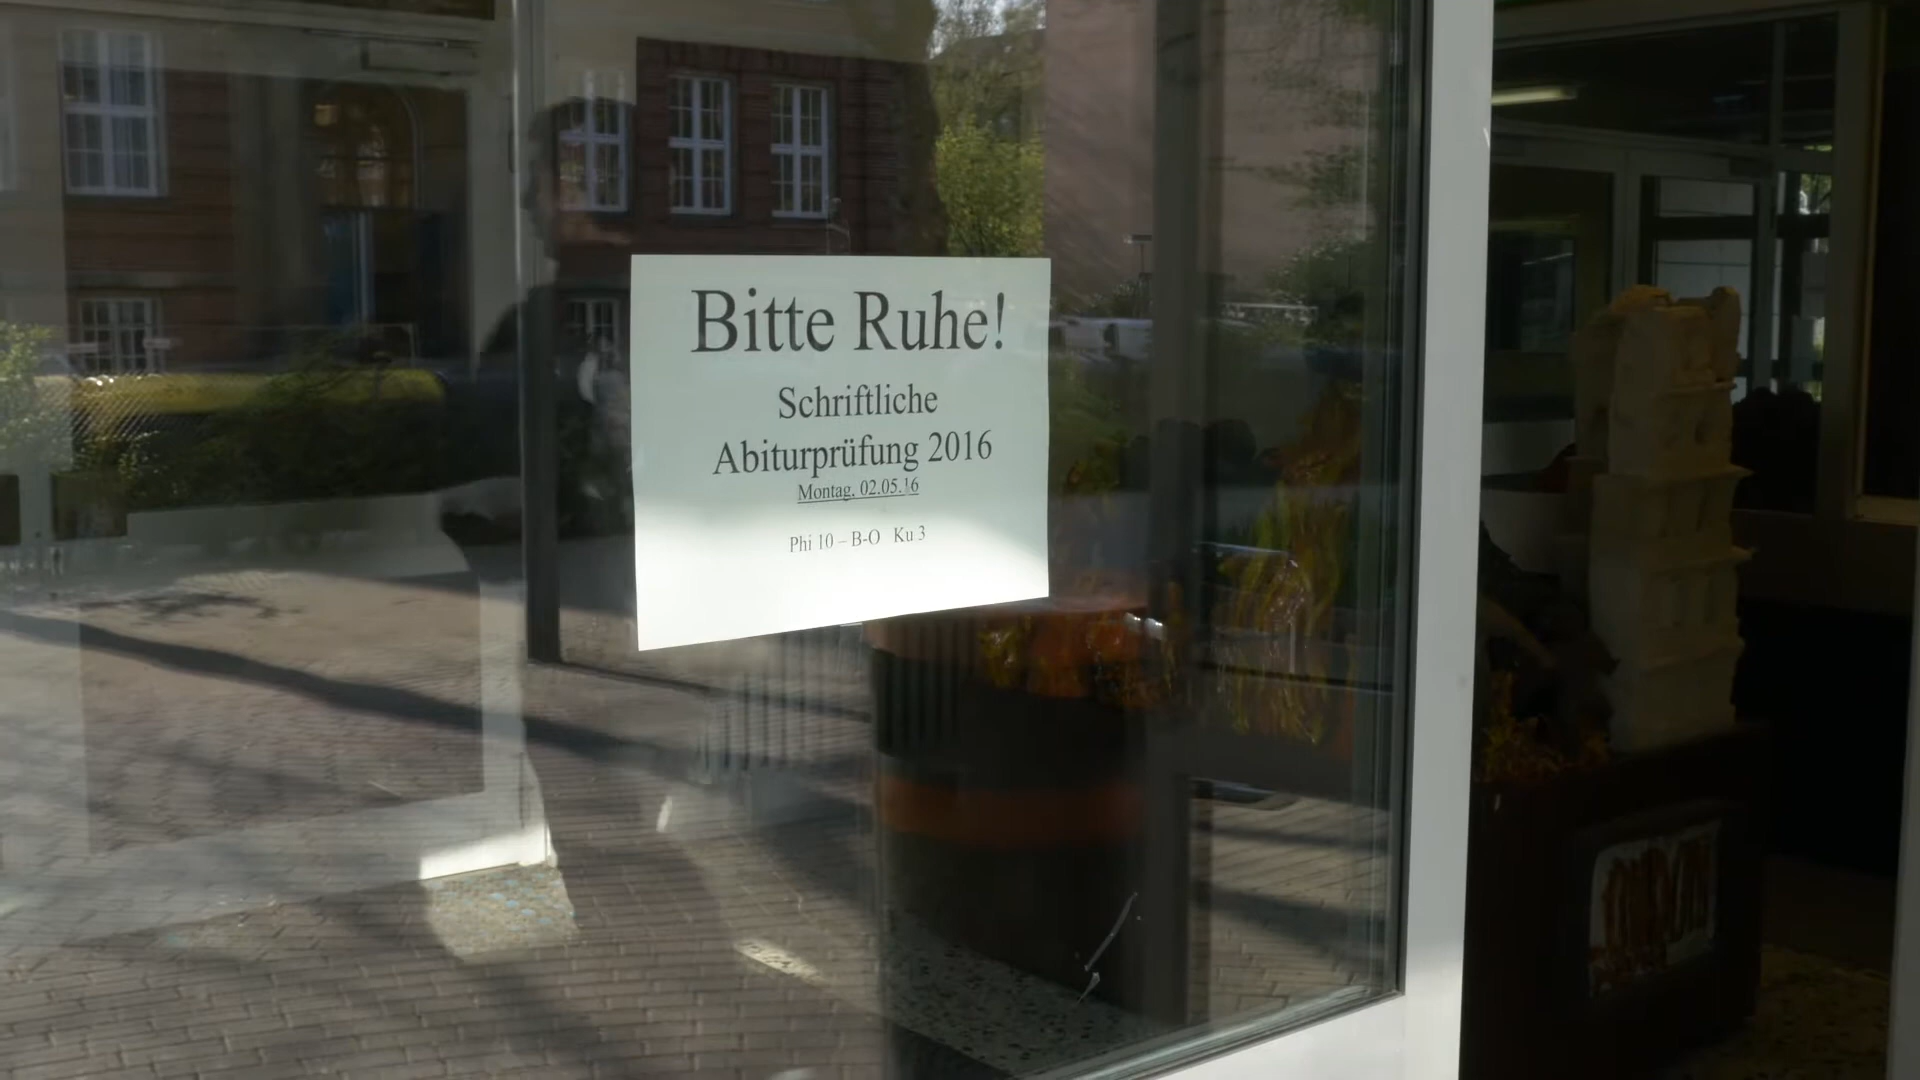 Bitte Ruhe!
Schriftliche
Abiturprüfung 2016
Montag, 02.05.16
Phi 10 – B-O Ku 3